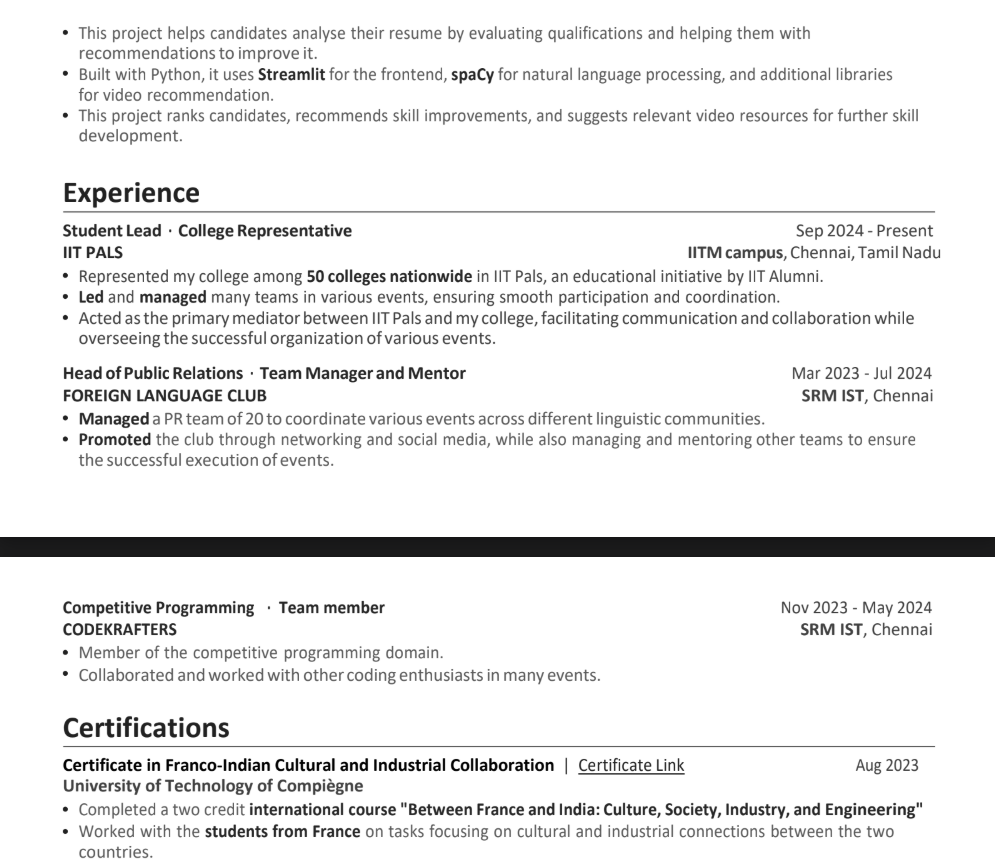 • This project helps candidates analyse their resume by evaluating qualifications and helping them with
recommendations to improve it.
• Built with Python, it uses Streamlit for the frontend, spaCy for natural language processing, and additional libraries
for video recommendation.
• This project ranks candidates, recommends skill improvements, and suggests relevant video resources for further skill
development.
Experience
Student Lead · College Representative Sep 2024 - Present
IIT PALS IITM campus, Chennai, Tamil Nadu
• Represented my college among 50 colleges nationwide in IIT Pals, an educational initiative by IIT Alumni.
• Led and managed many teams in various events, ensuring smooth participation and coordination.
• Acted as the primary mediator between IIT Pals and my college, facilitating communication and collaboration while
overseeing the successful organization of various events.
Head of Public Relations · Team Manager and Mentor Mar 2023 - Jul 2024
FOREIGN LANGUAGE CLUB SRM IST, Chennai
• Managed a PR team of 20 to coordinate various events across different linguistic communities.
• Promoted the club through networking and social media, while also managing and mentoring other teams to ensure
the successful execution of events.
Competitive Programming · Team member Nov 2023 - May 2024
CODEKRAFTERS SRM IST, Chennai
• Member of the competitive programming domain.
• Collaborated and worked with other coding enthusiasts in many events.
Certifications
Certificate in Franco-Indian Cultural and Industrial Collaboration | Certificate Link Aug 2023
University of Technology of Compiègne
• Completed a two credit international course "Between France and India: Culture, Society, Industry, and Engineering"
• Worked with the students from France on tasks focusing on cultural and industrial connections between the two
countries.